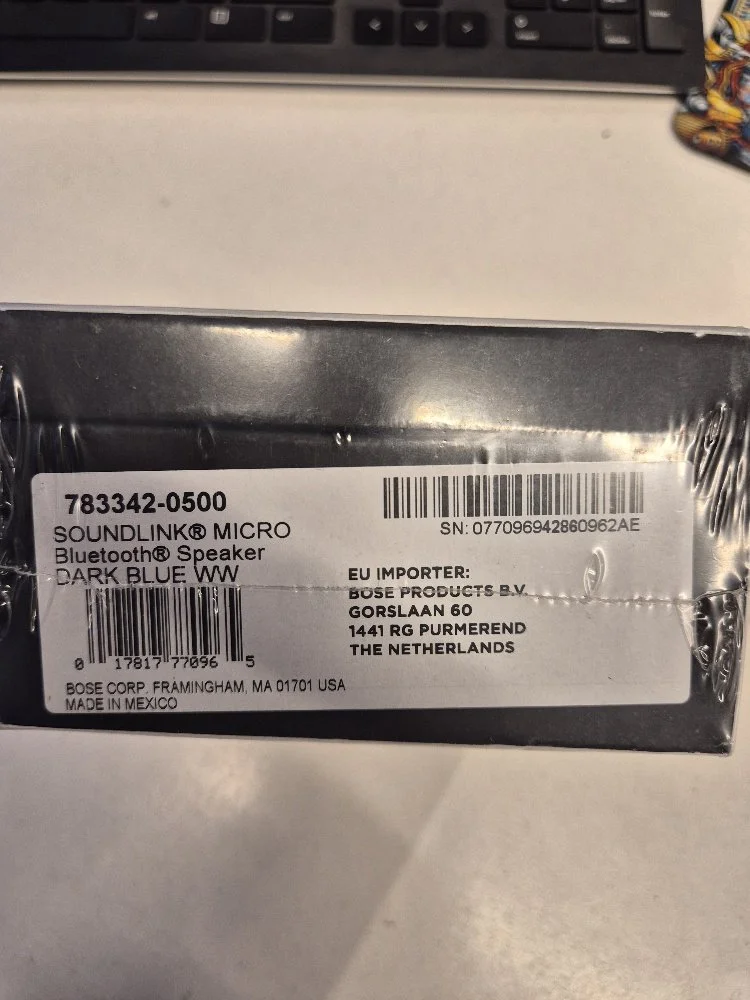 783342-0500
SOUNDLINK® MICRO
Bluetooth® Speaker
DARK BLUE WW
0 17817 77096 5
BOSE CORP. FRAMINGHAM, MA 01701 USA
MADE IN MEXICO
SN: 077096942860962AE
EU IMPORTER:
BOSE PRODUCTS B.V.
GORSLAAN 60
1441 RG PURMEREND
THE NETHERLANDS